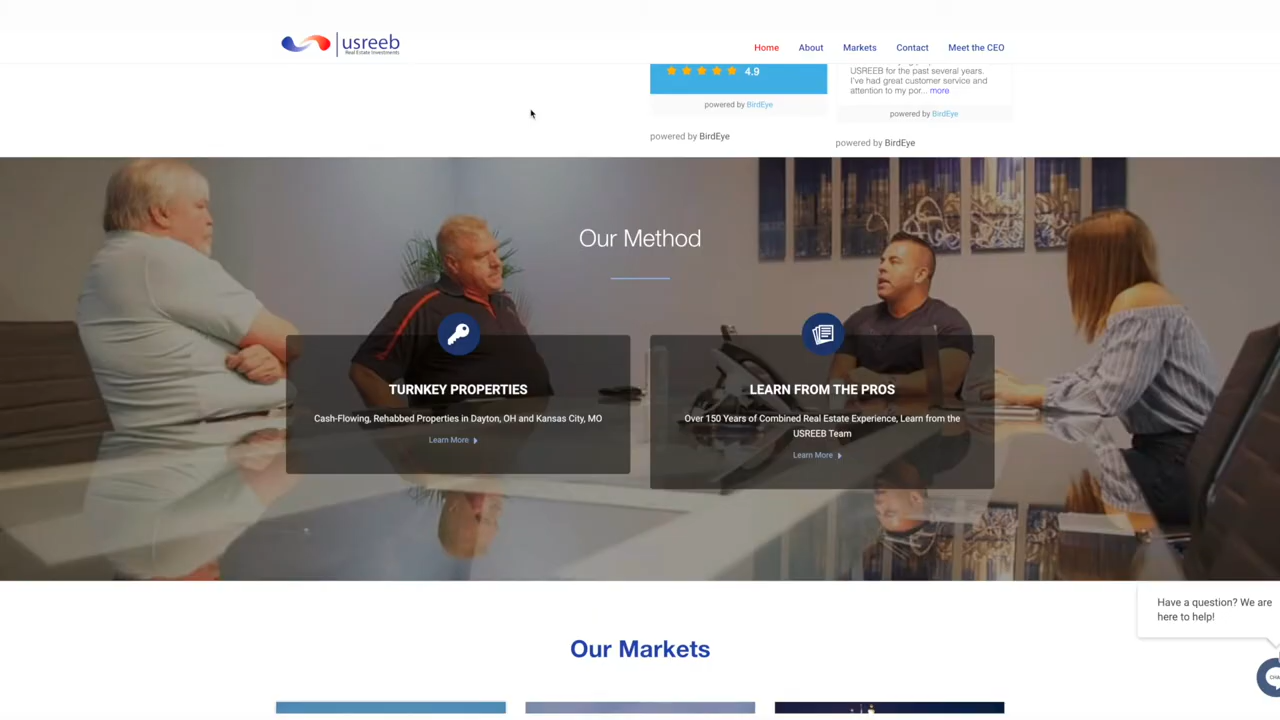 usreeb
Real Estate Investments
Home
About
Markets
Contact
Meet the CEO
4.9
powered by BirdEye
powered by BirdEye
USREEB for the past several years.
I've had great customer service and
attention to my por... more
powered by BirdEye
powered by BirdEye
Our Method
TURNKEY PROPERTIES
Cash-Flowing, Rehabbed Properties in Dayton, OH and Kansas City, MO
Learn More
LEARN FROM THE PROS
Over 150 Years of Combined Real Estate Experience, Learn from the
USREEB Team
Learn More
Our Markets
Have a question? We are
here to help!